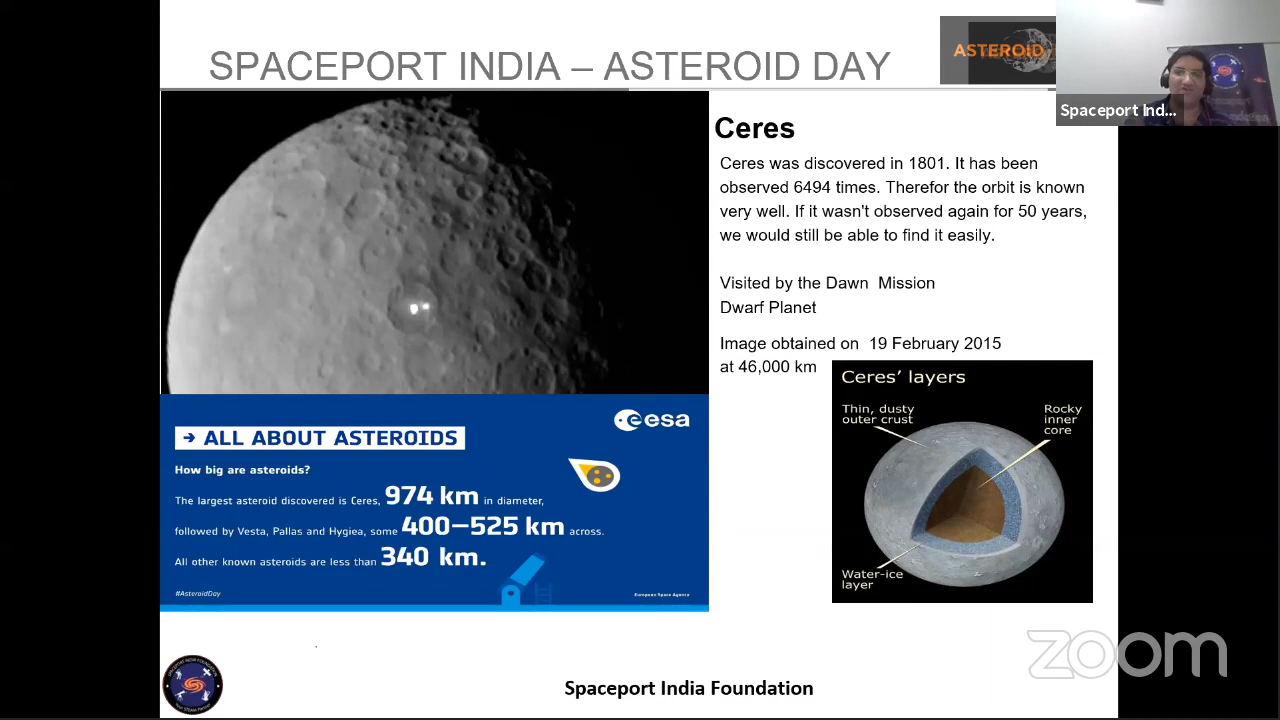 SPACEPORT INDIA – ASTEROID DAY
ASTEROID
Spaceport Ind...
Ceres
Ceres was discovered in 1801. It has been
observed 6494 times. Therefor the orbit is known
very well. If it wasn't observed again for 50 years,
we would still be able to find it easily.
Visited by the Dawn Mission
Dwarf Planet
Image obtained on 19 February 2015
at 46,000 km
Ceres' layers
Thin, dusty
outer crust
Rocky
inner
core
Water-ice
layer
esa
→ ALL ABOUT ASTEROIDS
How big are asteroids?
The largest asteroid discovered is Ceres, 974 km in diameter,
followed by Vesta, Pallas and Hygiea, some 400–525 km across.
All other known asteroids are less than 340 km.
#AsteroidDay
European Space Agency
SPACEPORT INDIA FOUNDATION
Spaceport India Foundation
zoom